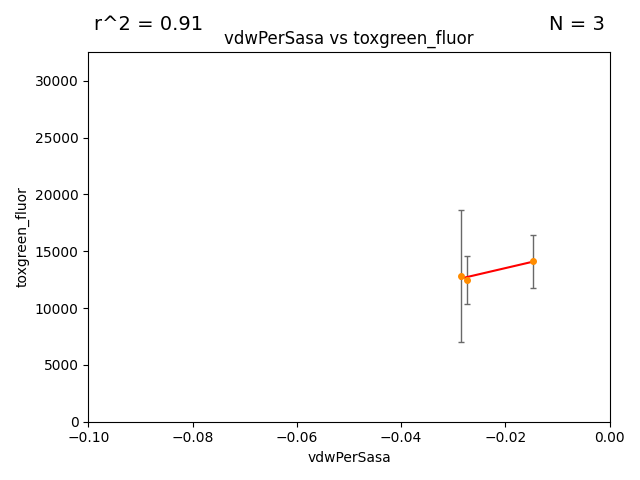 r^2 = 0.91
N = 3
vdwPerSasa vs toxgreen_fluor
30000
25000
20000
15000
10000
5000
0
toxgreen_fluor
−0.10
−0.08
−0.06
−0.04
−0.02
0.00
vdwPerSasa